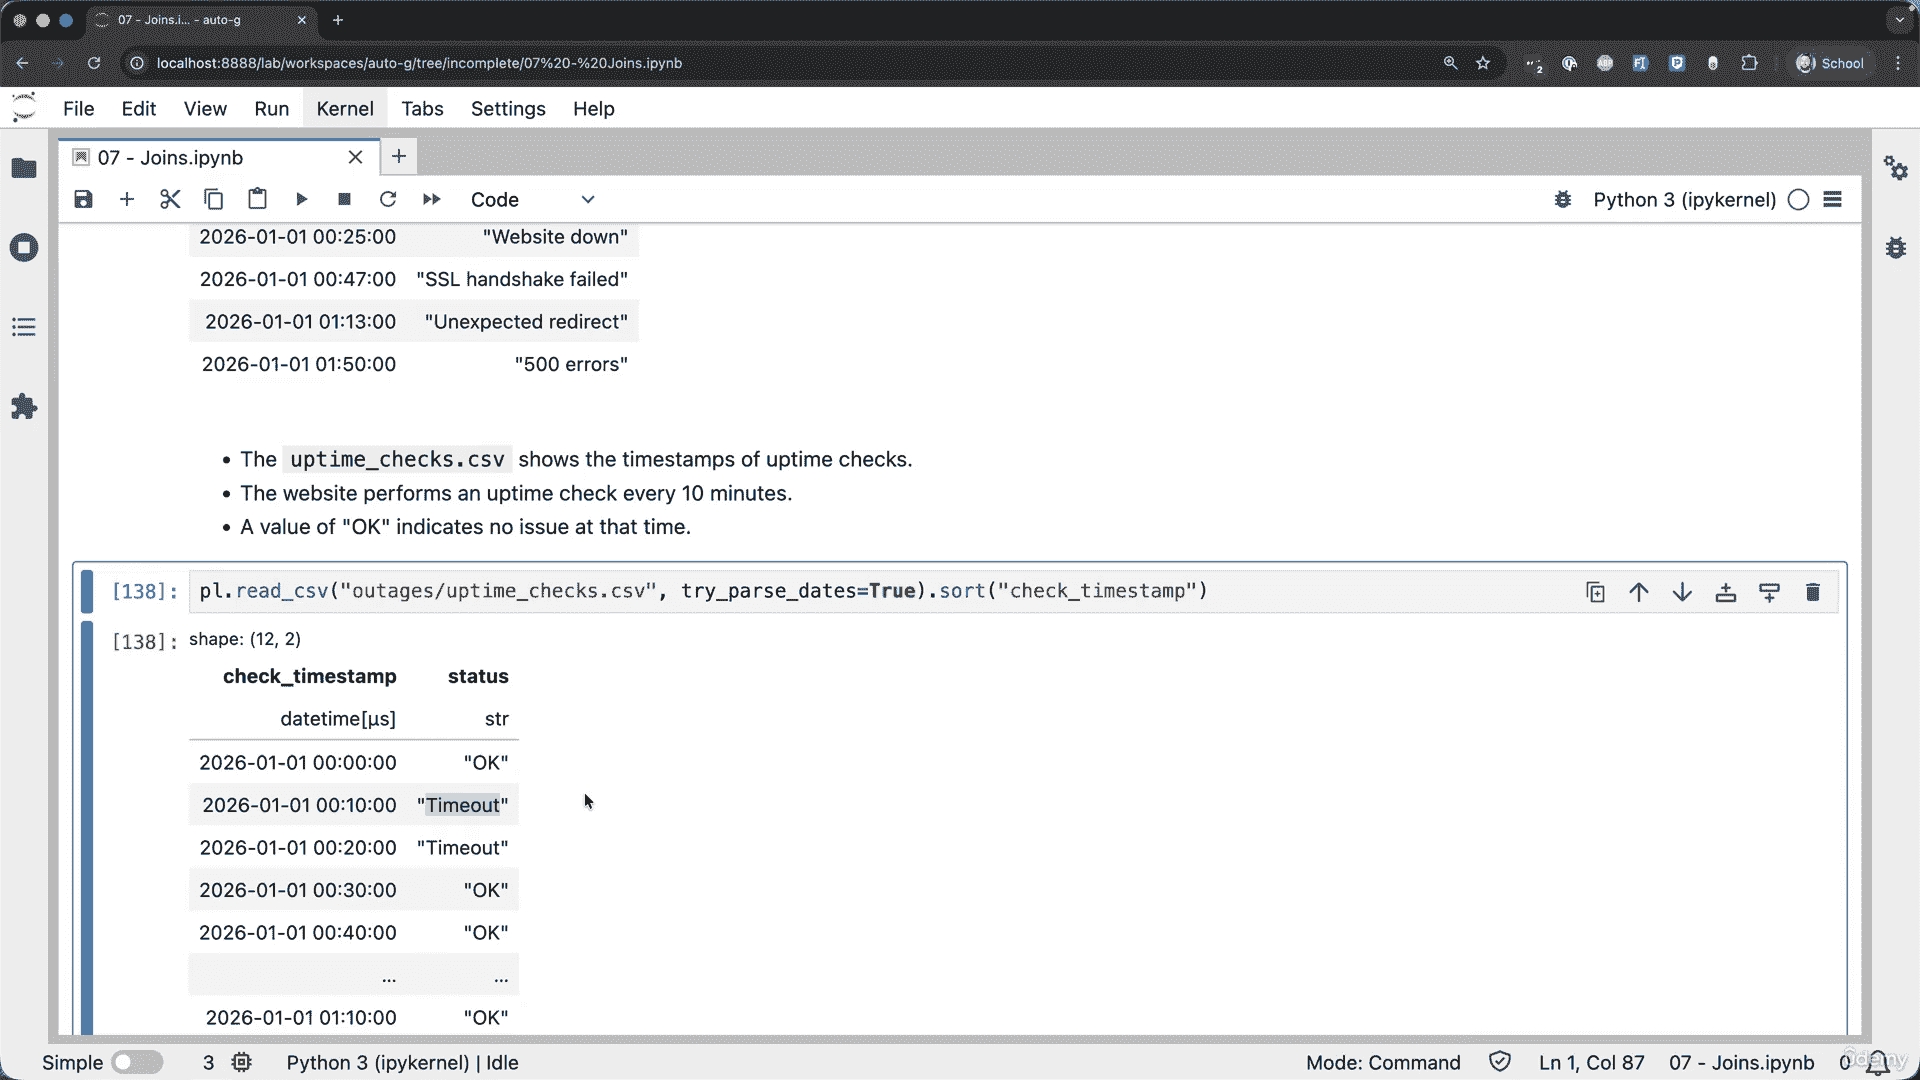 07 - Joins.i... - auto-g
localhost:8888/lab/workspaces/auto-g/tree/incomplete/07%20-%20Joins.ipynb
2
School
File Edit View Run Kernel Tabs Settings Help
07 - Joins.ipynb
Code
Python 3 (ipykernel)
2026-01-01 00:25:00 "Website down"
2026-01-01 00:47:00 "SSL handshake failed"
2026-01-01 01:13:00 "Unexpected redirect"
2026-01-01 01:50:00 "500 errors"
• The uptime_checks.csv shows the timestamps of uptime checks.
• The website performs an uptime check every 10 minutes.
• A value of "OK" indicates no issue at that time.
[138]: pl.read_csv("outages/uptime_checks.csv", try_parse_dates=True).sort("check_timestamp")
[138]: shape: (12, 2)
check_timestamp status
datetime[μs] str
2026-01-01 00:00:00 "OK"
2026-01-01 00:10:00 "Timeout"
2026-01-01 00:20:00 "Timeout"
2026-01-01 00:30:00 "OK"
2026-01-01 00:40:00 "OK"
... ...
2026-01-01 01:10:00 "OK"
Simple 3 Python 3 (ipykernel) | Idle Mode: Command Ln 1, Col 87 07 - Joins.ipynb 0
udemy